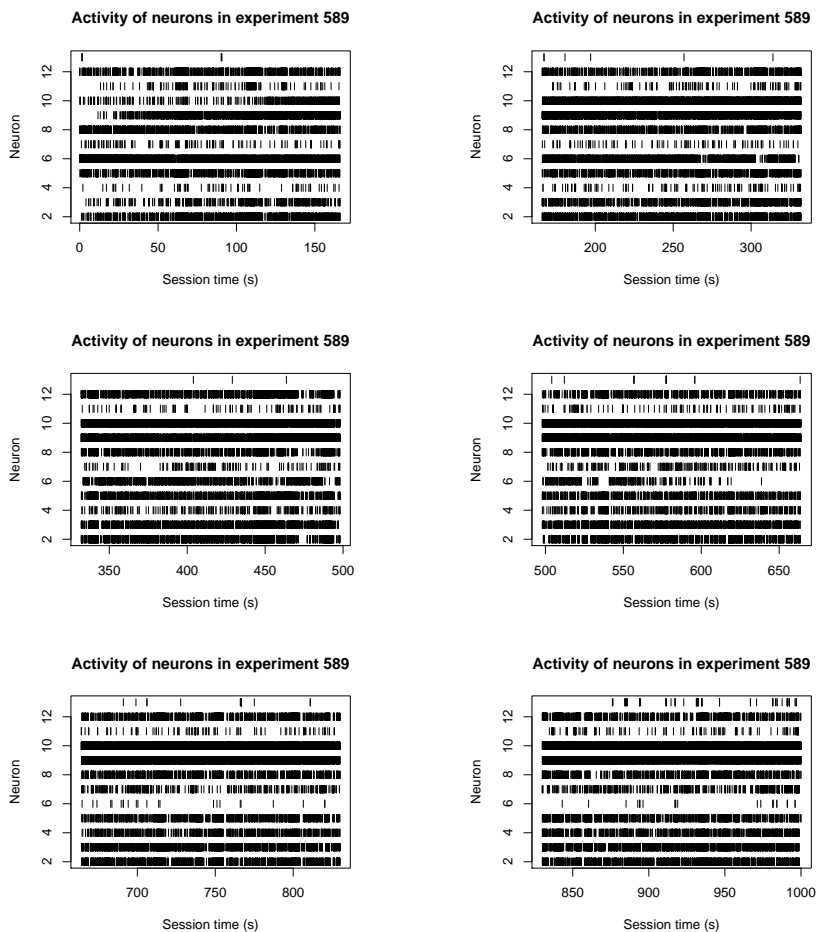 Activity of neurons in experiment 589
Neuron
2 4 6 8 10 12
0 50 100 150
Session time (s)
Activity of neurons in experiment 589
Neuron
2 4 6 8 10 12
200 250 300
Session time (s)
Activity of neurons in experiment 589
Neuron
2 4 6 8 10 12
350 400 450 500
Session time (s)
Activity of neurons in experiment 589
Neuron
2 4 6 8 10 12
500 550 600 650
Session time (s)
Activity of neurons in experiment 589
Neuron
2 4 6 8 10 12
700 750 800
Session time (s)
Activity of neurons in experiment 589
Neuron
2 4 6 8 10 12
850 900 950 1000
Session time (s)